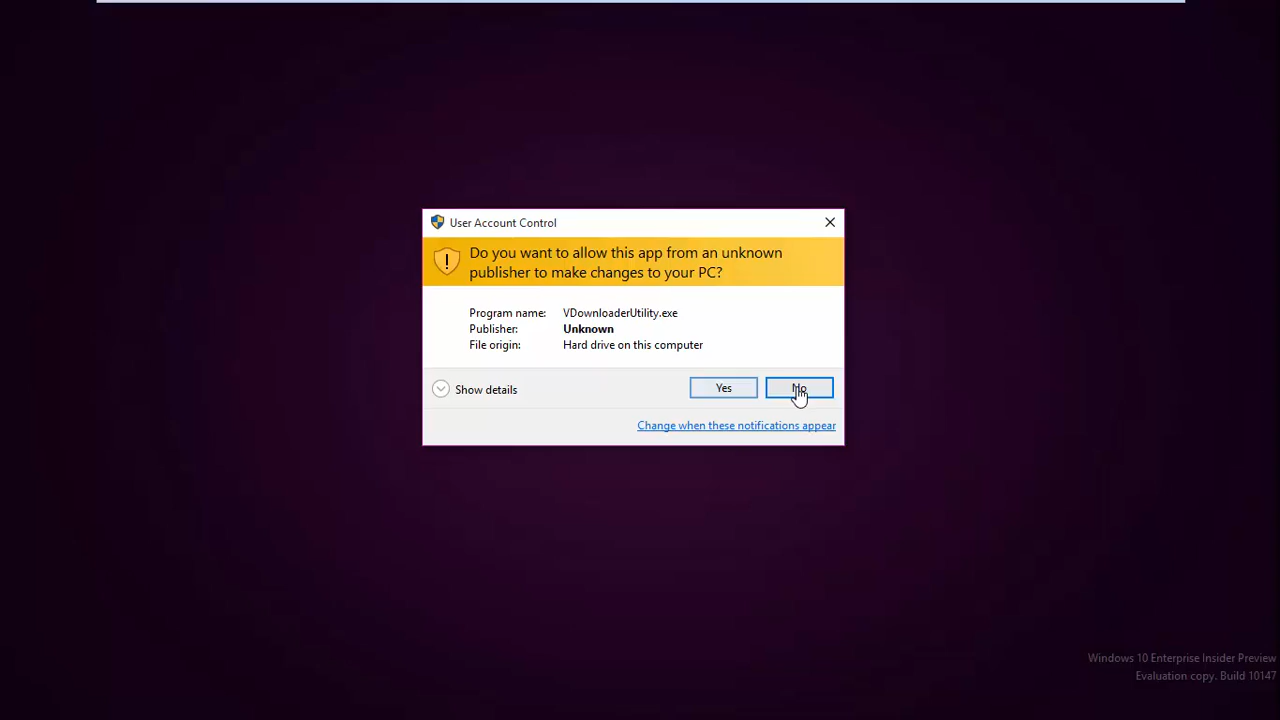 User Account Control
Do you want to allow this app from an unknown
publisher to make changes to your PC?
Program name: VDownloaderUtility.exe
Publisher: Unknown
File origin: Hard drive on this computer
Show details
Yes
No
Change when these notifications appear
Windows 10 Enterprise Insider Preview
Evaluation copy. Build 10147